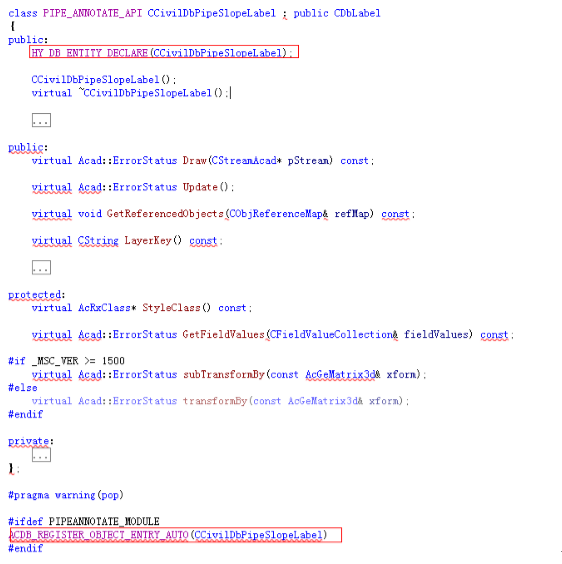 class PIPE_ANNOTATE_API CCivilDbPipeSlopeLabel : public CDbLabel
{
public:
HY_DB_ENTITY_DECLARE(CCivilDbPipeSlopeLabel);
CCivilDbPipeSlopeLabel();
virtual ~CCivilDbPipeSlopeLabel();
...
public:
virtual Acad::ErrorStatus Draw(CStreamAcad* pStream) const;
virtual Acad::ErrorStatus Update();
virtual void GetReferencedObjects(CObjReferenceMap& refMap) const;
virtual CString LayerKey() const;
...
protected:
virtual AcRxClass* StyleClass() const;
virtual Acad::ErrorStatus GetFieldValues(CFieldValueCollection& fieldValues) const;
#if _MSC_VER >= 1500
virtual Acad::ErrorStatus subTransformBy(const AcGeMatrix3d& xform);
#else
virtual Acad::ErrorStatus transformBy(const AcGeMatrix3d& xform);
#endif
private:
...
};
#pragma warning(pop)
#ifdef PIPEANNOTATE_MODULE
ACDB_REGISTER_OBJECT_ENTRY_AUTO(CCivilDbPipeSlopeLabel)
#endif